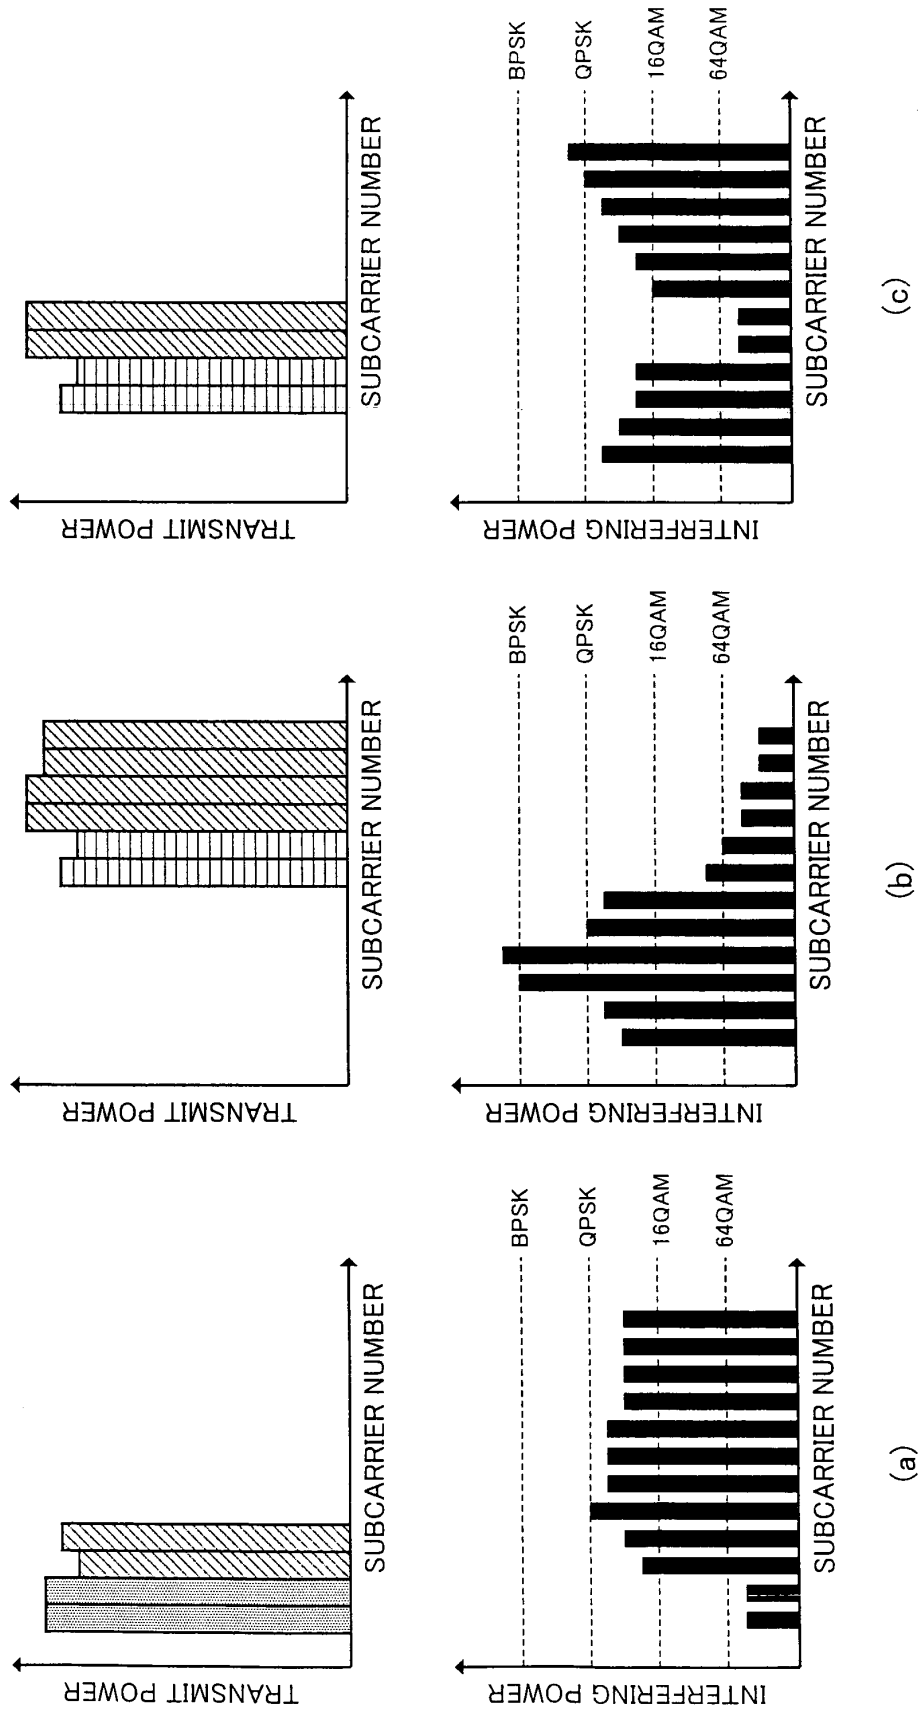 TRANSMIT POWER
SUBCARRIER NUMBER
INTERFERING POWER
BPSK
QPSK
16QAM
64QAM
SUBCARRIER NUMBER
(a)
TRANSMIT POWER
SUBCARRIER NUMBER
INTERFERING POWER
BPSK
QPSK
16QAM
64QAM
SUBCARRIER NUMBER
(b)
TRANSMIT POWER
SUBCARRIER NUMBER
INTERFERING POWER
BPSK
QPSK
16QAM
64QAM
SUBCARRIER NUMBER
(c)